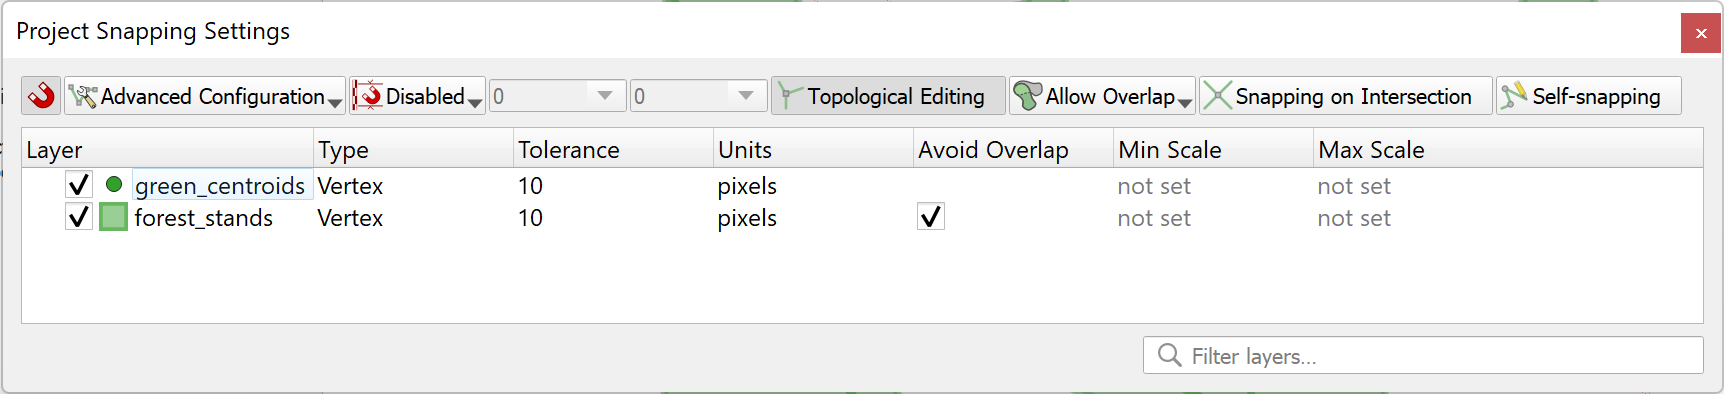 Project Snapping Settings
Advanced Configuration Disabled 0 0 Topological Editing Allow Overlap Snapping on Intersection Self-snapping
Layer Type Tolerance Units Avoid Overlap Min Scale Max Scale
green_centroids Vertex 10 pixels not set not set
forest_stands Vertex 10 pixels not set not set
Filter layers...